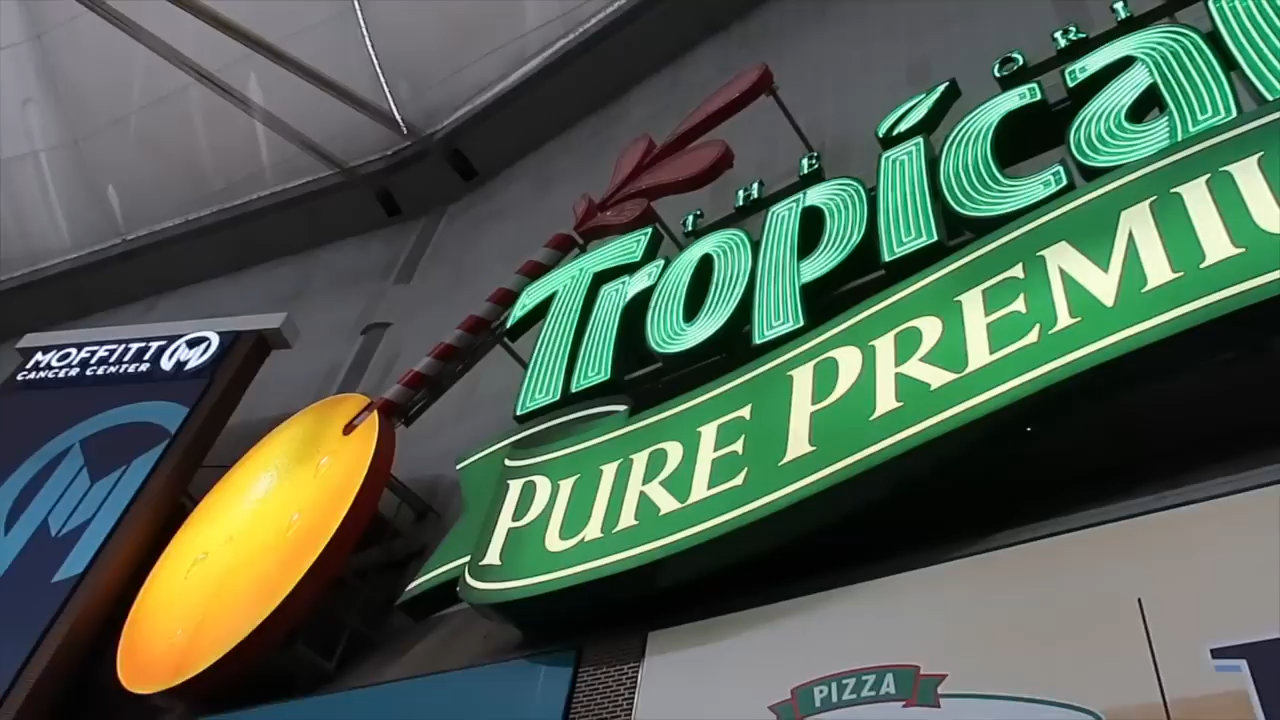 THE ORI
Tropica
PURE PREMIU
MOFFITT
CANCER CENTER
PIZZA